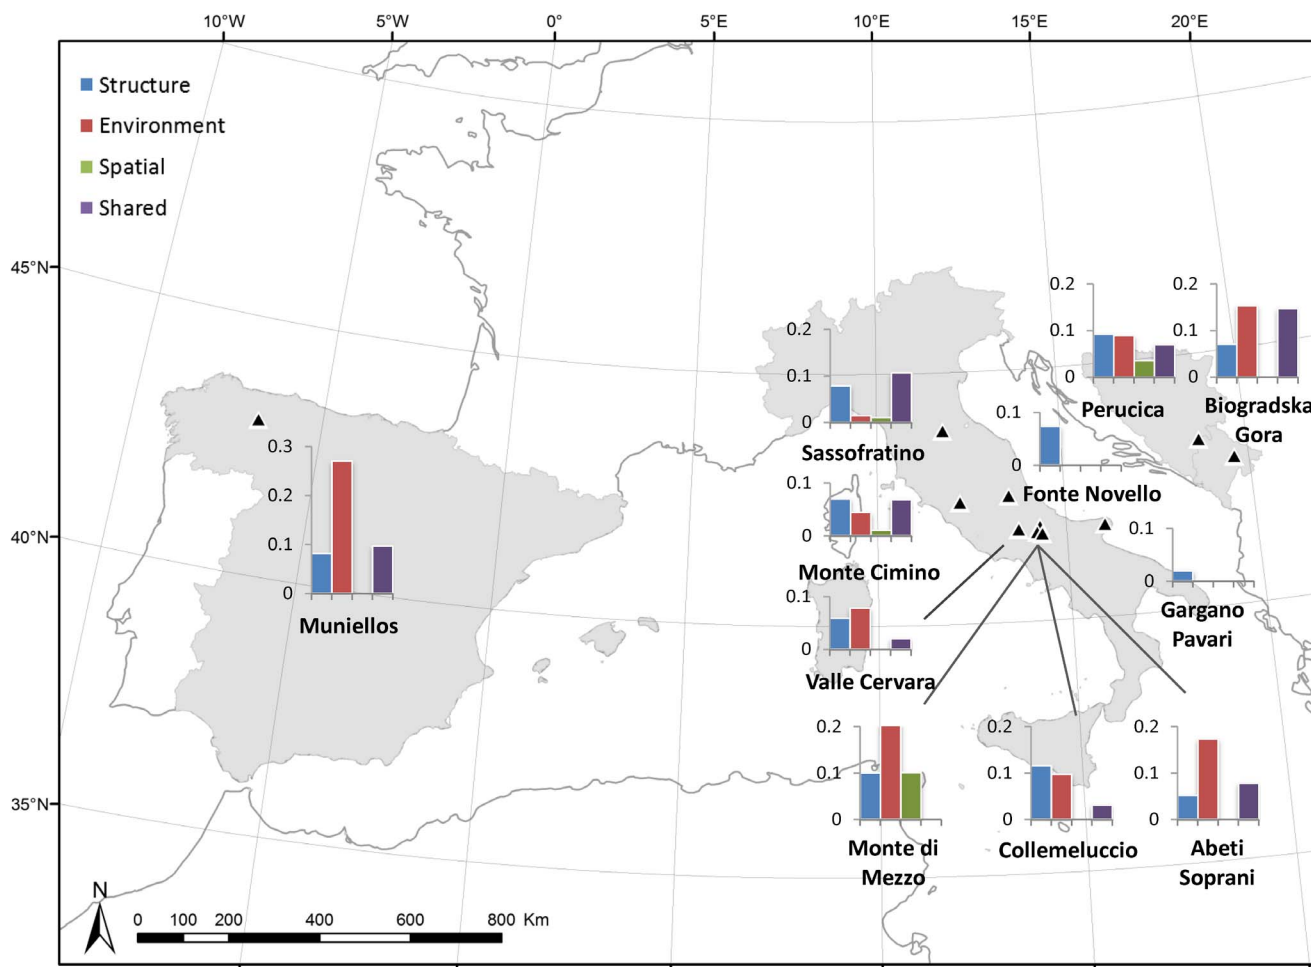 10°W 5°W 0° 5°E 10°E 15°E 20°E
Structure
Environment
Spatial
Shared
45°N
40°N
35°N
0.3
0.2
0.1
0
Muniellos
0.2
0.1
0
Sassofratino
0.1
0
Monte Cimino
0.1
0
Valle Cervara
0.2
0.1
0
Monte di
Mezzo
0.2
0.1
0
Collemeluccio
0.2
0.1
0
Abeti
Soprani
0.1
0
Gargano
Pavari
0.1
0
Fonte Novello
0.2
0.1
0
Perucica
0.2
0.1
0
Biogradska
Gora
N
0 100 200 400 600 800 Km